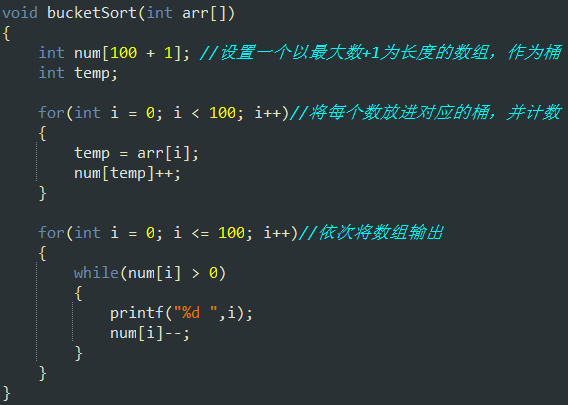 void bucketSort(int arr[])
{
    int num[100 + 1]; //设置一个以最大数+1为长度的数组，作为桶
    int temp;
    for(int i = 0; i < 100; i++)//将每个数放进对应的桶，并计数
    {
        temp = arr[i];
        num[temp]++;
    }
    for(int i = 0; i <= 100; i++)//依次将数组输出
    {
        while(num[i] > 0)
        {
            printf("%d ",i);
            num[i]--;
        }
    }
}